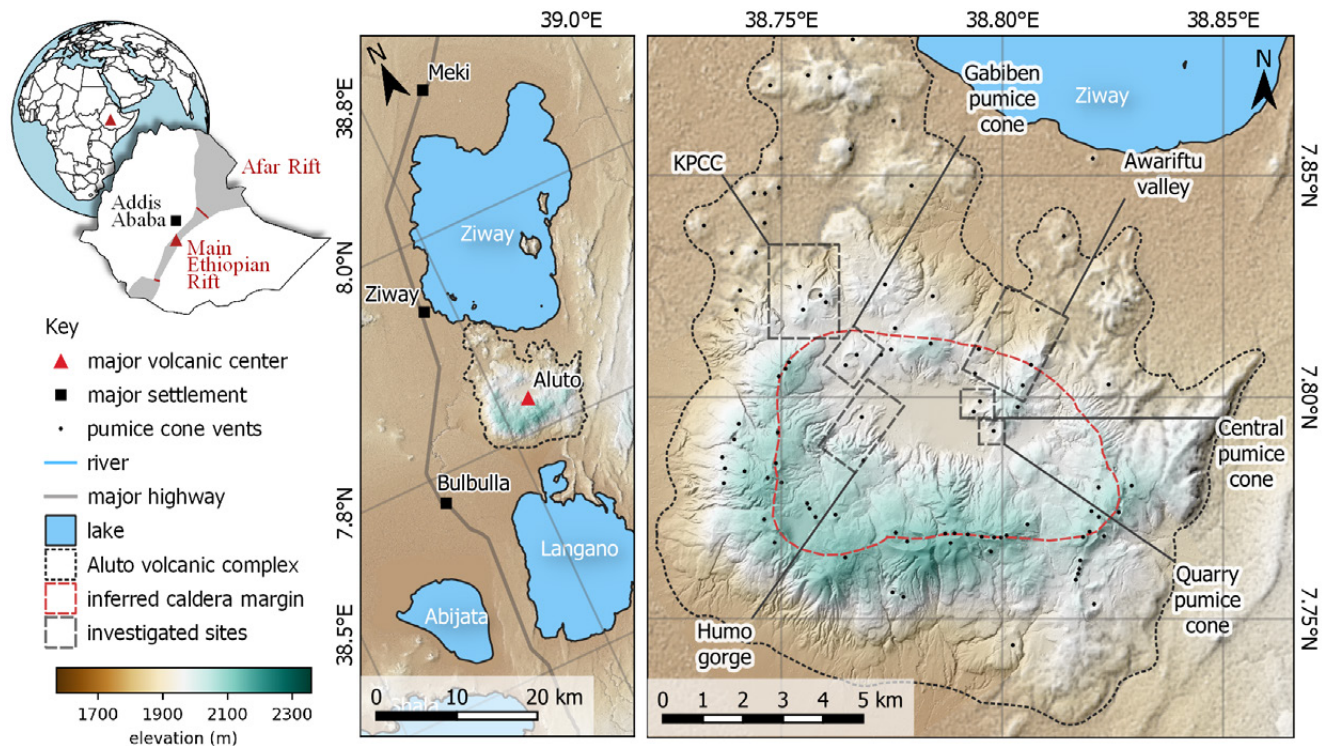 Afar Rift
Addis
Ababa
Main
Ethiopian
Rift
Key
major volcanic center
major settlement
pumice cone vents
river
major highway
lake
Aluto volcanic complex
inferred caldera margin
investigated sites
1700 1900 2100 2300
elevation (m)
39.0°E
38.8°E
8.0°N
7.8°N
38.5°E
N
Meki
Ziway
Ziway
Aluto
Bulbulla
Langano
Abijata
Shala
0 10 20 km
38.75°E 38.80°E 38.85°E
7.85°N
7.80°N
7.75°N
N
Ziway
Gabiben
pumice
cone
KPCC
Awariftu
valley
Central
pumice
cone
Quarry
pumice
cone
Humo
gorge
0 1 2 3 4 5 km